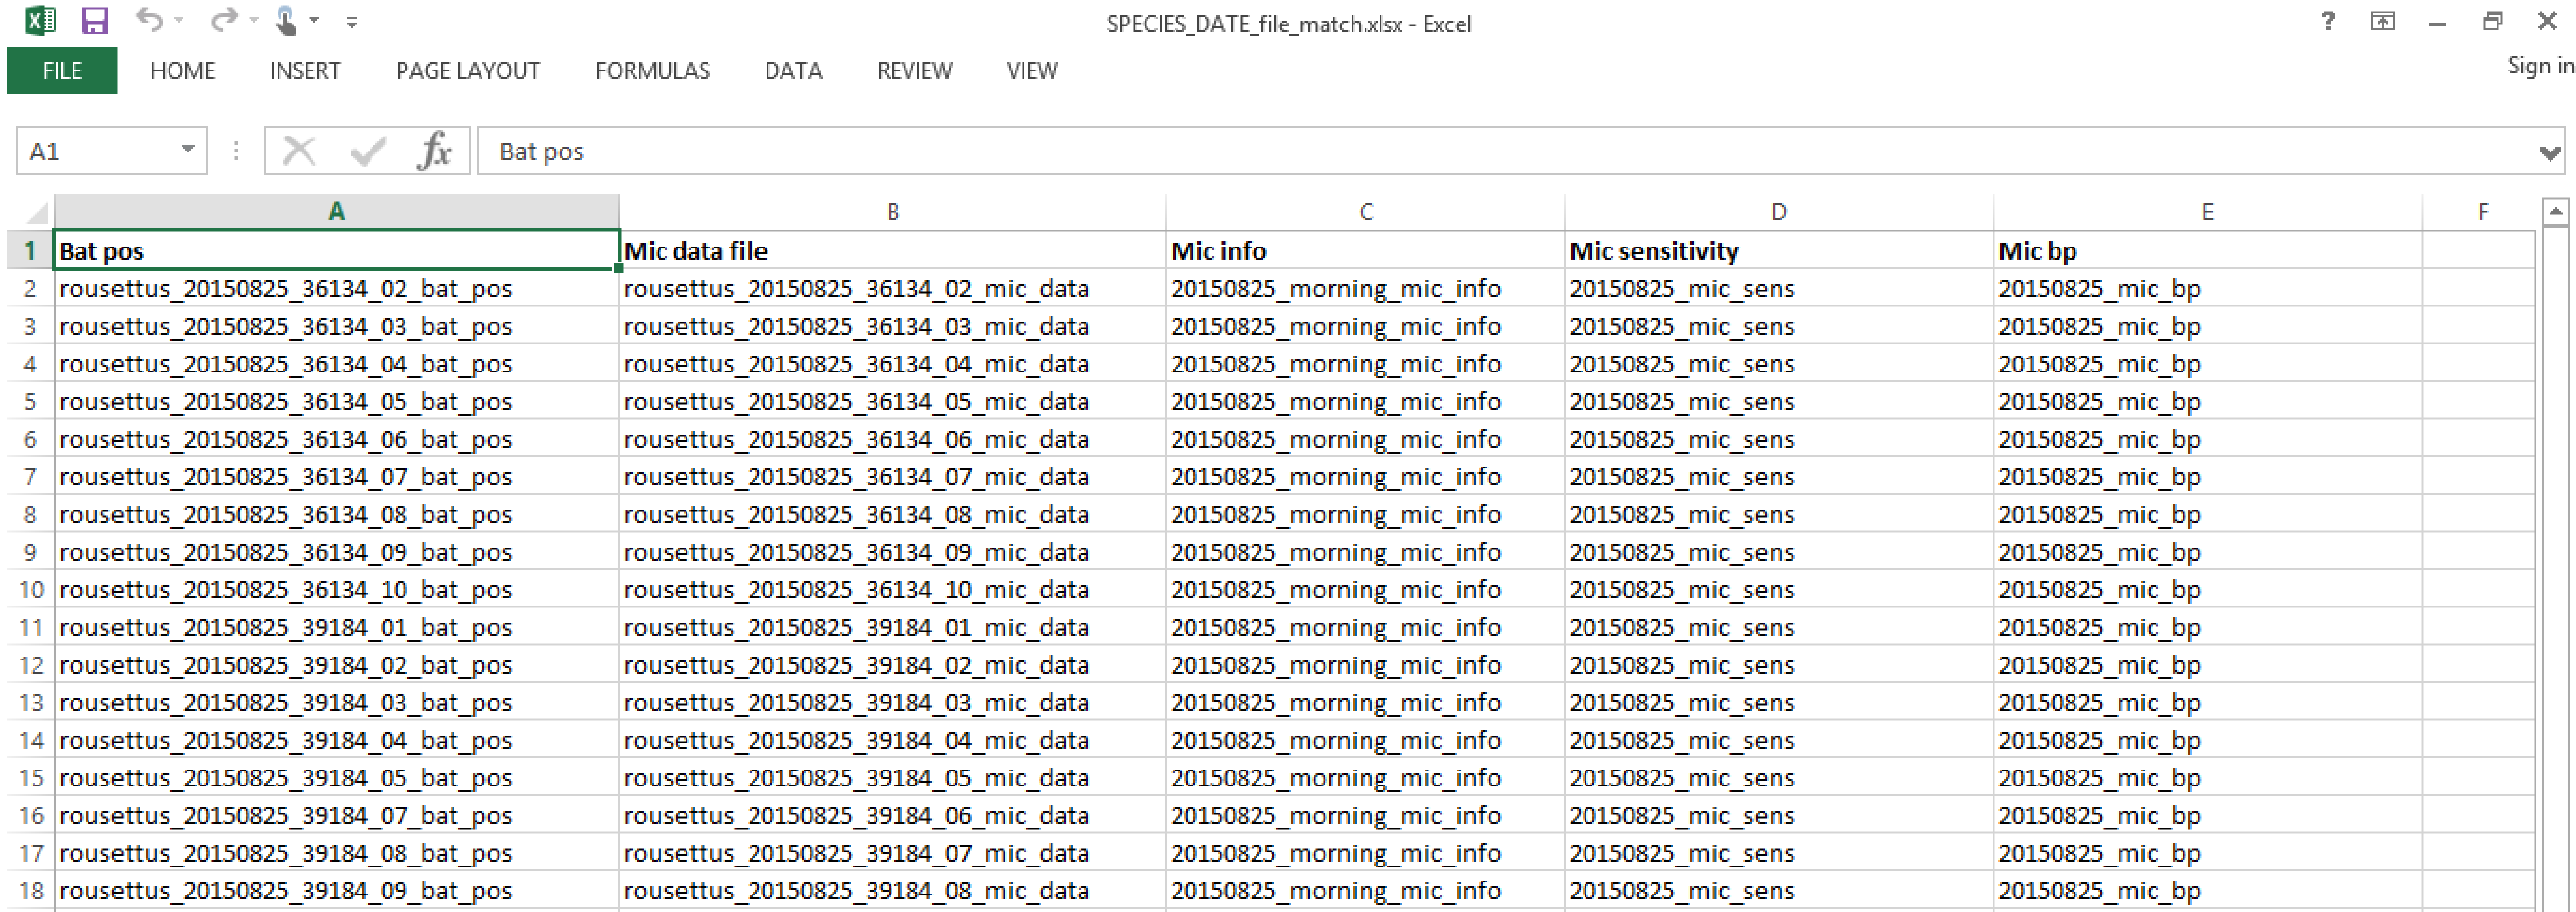 SPECIES_DATE_file_match.xlsx - Excel
?
FILE HOME INSERT PAGE LAYOUT FORMULAS DATA REVIEW VIEW Sign in
A1 fx Bat pos
A B C D E F
1 Bat pos Mic data file Mic info Mic sensitivity Mic bp
2 rousettus_20150825_36134_02_bat_pos rousettus_20150825_36134_02_mic_data 20150825_morning_mic_info 20150825_mic_sens 20150825_mic_bp
3 rousettus_20150825_36134_03_bat_pos rousettus_20150825_36134_03_mic_data 20150825_morning_mic_info 20150825_mic_sens 20150825_mic_bp
4 rousettus_20150825_36134_04_bat_pos rousettus_20150825_36134_04_mic_data 20150825_morning_mic_info 20150825_mic_sens 20150825_mic_bp
5 rousettus_20150825_36134_05_bat_pos rousettus_20150825_36134_05_mic_data 20150825_morning_mic_info 20150825_mic_sens 20150825_mic_bp
6 rousettus_20150825_36134_06_bat_pos rousettus_20150825_36134_06_mic_data 20150825_morning_mic_info 20150825_mic_sens 20150825_mic_bp
7 rousettus_20150825_36134_07_bat_pos rousettus_20150825_36134_07_mic_data 20150825_morning_mic_info 20150825_mic_sens 20150825_mic_bp
8 rousettus_20150825_36134_08_bat_pos rousettus_20150825_36134_08_mic_data 20150825_morning_mic_info 20150825_mic_sens 20150825_mic_bp
9 rousettus_20150825_36134_09_bat_pos rousettus_20150825_36134_09_mic_data 20150825_morning_mic_info 20150825_mic_sens 20150825_mic_bp
10 rousettus_20150825_36134_10_bat_pos rousettus_20150825_36134_10_mic_data 20150825_morning_mic_info 20150825_mic_sens 20150825_mic_bp
11 rousettus_20150825_39184_01_bat_pos rousettus_20150825_39184_01_mic_data 20150825_morning_mic_info 20150825_mic_sens 20150825_mic_bp
12 rousettus_20150825_39184_02_bat_pos rousettus_20150825_39184_02_mic_data 20150825_morning_mic_info 20150825_mic_sens 20150825_mic_bp
13 rousettus_20150825_39184_03_bat_pos rousettus_20150825_39184_03_mic_data 20150825_morning_mic_info 20150825_mic_sens 20150825_mic_bp
14 rousettus_20150825_39184_04_bat_pos rousettus_20150825_39184_04_mic_data 20150825_morning_mic_info 20150825_mic_sens 20150825_mic_bp
15 rousettus_20150825_39184_05_bat_pos rousettus_20150825_39184_05_mic_data 20150825_morning_mic_info 20150825_mic_sens 20150825_mic_bp
16 rousettus_20150825_39184_07_bat_pos rousettus_20150825_39184_06_mic_data 20150825_morning_mic_info 20150825_mic_sens 20150825_mic_bp
17 rousettus_20150825_39184_08_bat_pos rousettus_20150825_39184_07_mic_data 20150825_morning_mic_info 20150825_mic_sens 20150825_mic_bp
18 rousettus_20150825_39184_09_bat_pos rousettus_20150825_39184_08_mic_data 20150825_morning_mic_info 20150825_mic_sens 20150825_mic_bp